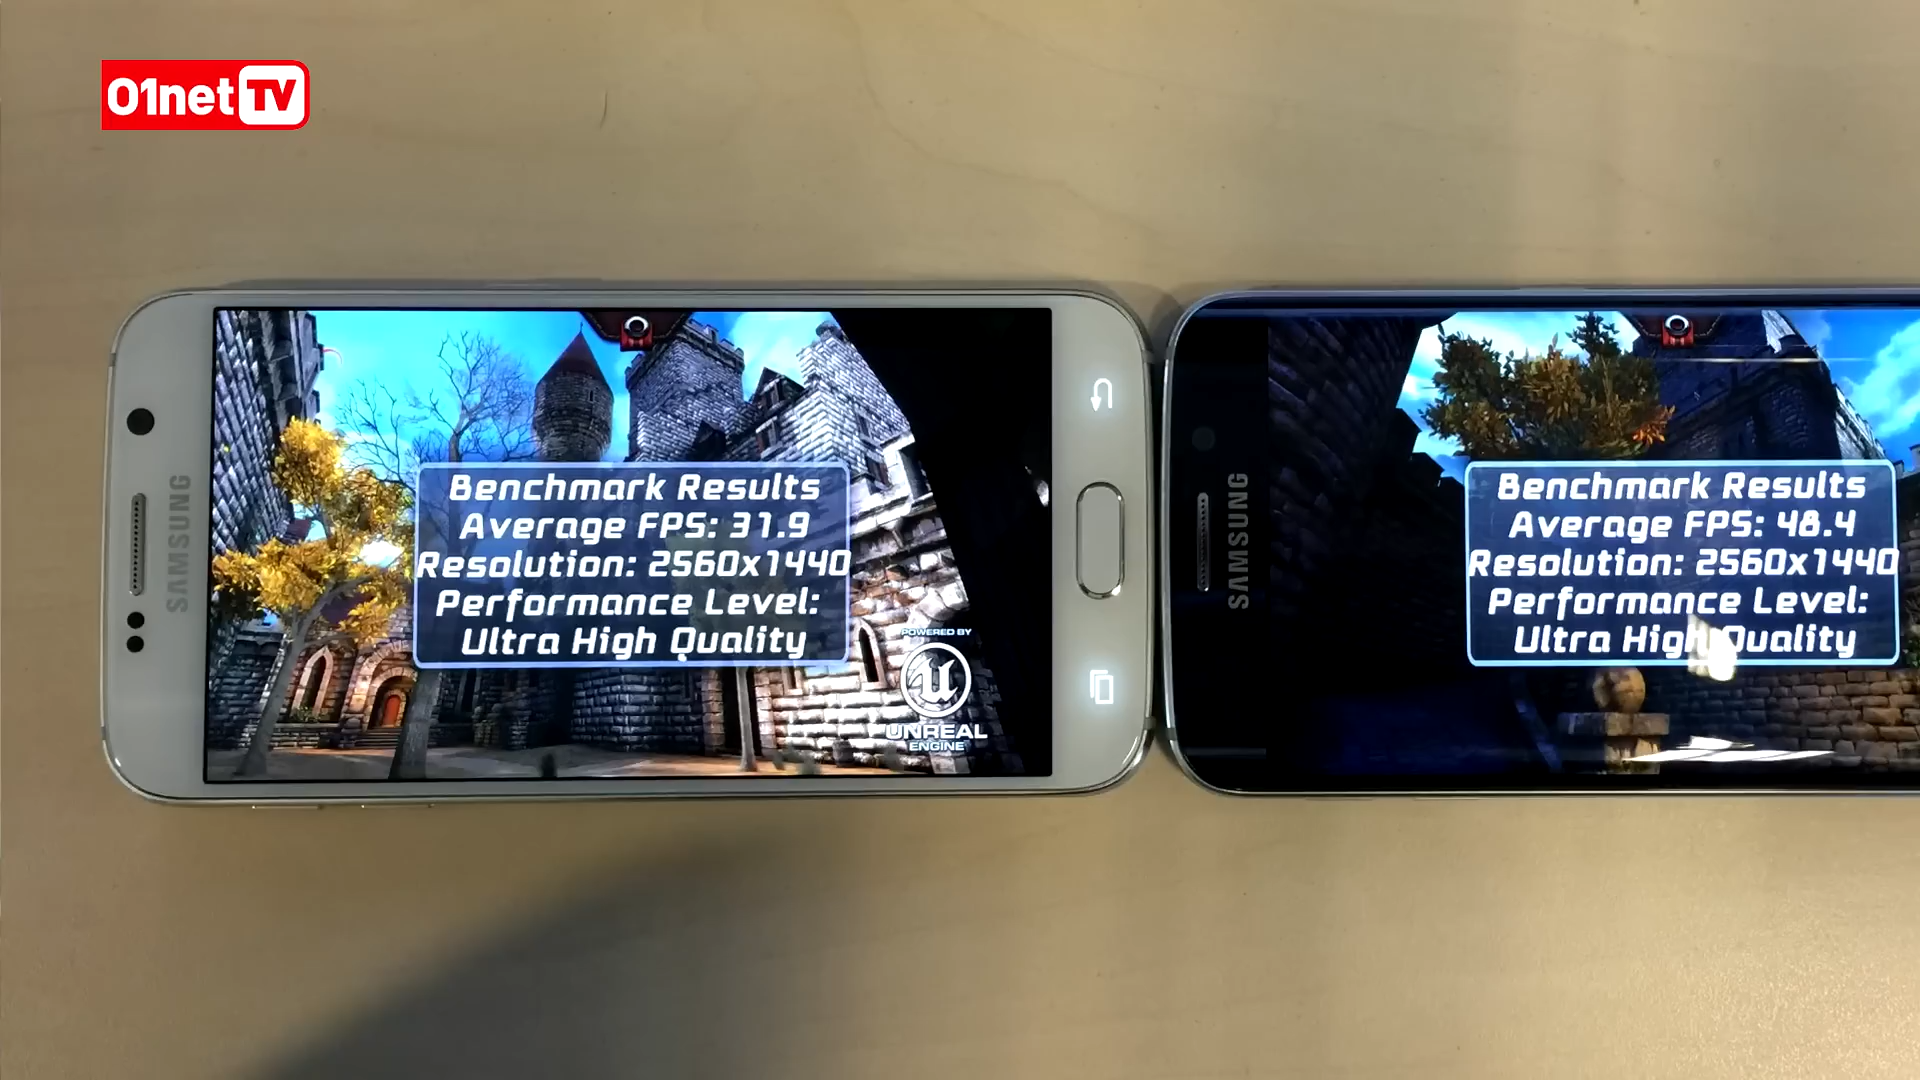 01net TV
SAMSUNG
Benchmark Results
Average FPS: 31.9
Resolution: 2560x1440
Performance Level:
Ultra High Quality
POWERED BY
UNREAL
ENGINE
SAMSUNG
Benchmark Results
Average FPS: 48.4
Resolution: 2560x1440
Performance Level:
Ultra High Quality